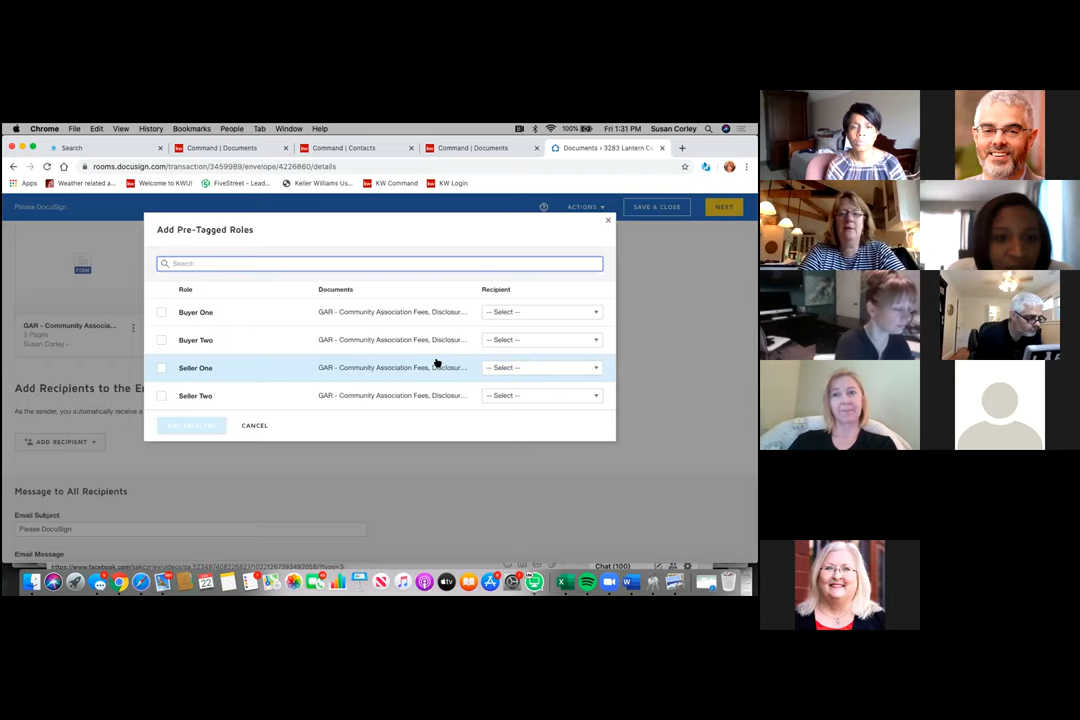 Chrome File Edit View History Bookmarks People Tab Window Help 100% Fri 1:31 PM Susan Corley
Search Command | Documents Command | Contacts Command | Documents Documents › 3283 Lantern C
rooms.docusign.com/transaction/3459989/envelope/4226860/details
Apps Weather related a... Welcome to KWU! FiveStreet - Lead... Keller Williams Us... KW Command KW Login
Please DocuSign ACTIONS SAVE & CLOSE NEXT
Add Pre-Tagged Roles
Search
Role Documents Recipient
Buyer One GAR - Community Association Fees, Disclosur... -- Select --
Buyer Two GAR - Community Association Fees, Disclosur... -- Select --
Seller One GAR - Community Association Fees, Disclosur... -- Select --
Seller Two GAR - Community Association Fees, Disclosur... -- Select --
ADD SELECTED CANCEL
FORM
GAR - Community Associa...
Susan Corley -
Add Recipients to the E
As the sender, you automatically receive a
ADD RECIPIENT
Message to All Recipients
Email Subject
Please DocuSign
Email Message
Chat (100)